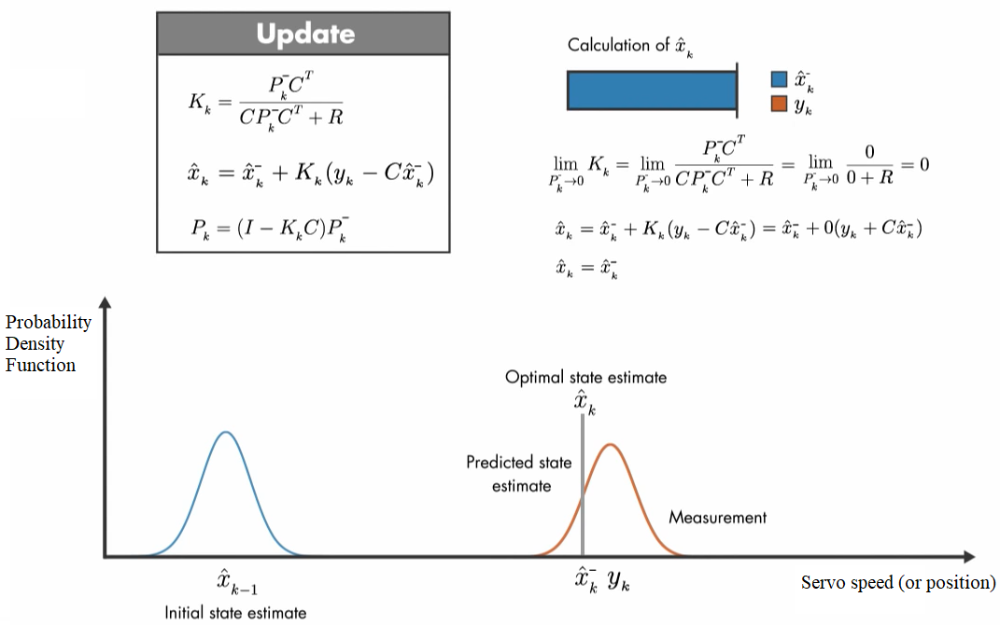 Update
K_k = P_k^- C^T / (C P_k^- C^T + R)
x̂_k = x̂_k^- + K_k (y_k − C x̂_k^-)
P_k = (I − K_k C) P_k^-
Calculation of x̂_k
x̂_k^-
y_k
lim_{P_k^-→0} K_k = lim_{P_k^-→0} P_k^- C^T / (C P_k^- C^T + R) = lim_{P_k^-→0} 0 / (0 + R) = 0
x̂_k = x̂_k^- + K_k (y_k − C x̂_k^-) = x̂_k^- + 0(y_k + C x̂_k^-)
x̂_k = x̂_k^-
Probability
Density
Function
Optimal state estimate
x̂_k
Predicted state
estimate
Measurement
x̂_{k−1}
Initial state estimate
x̂_k^- y_k
Servo speed (or position)